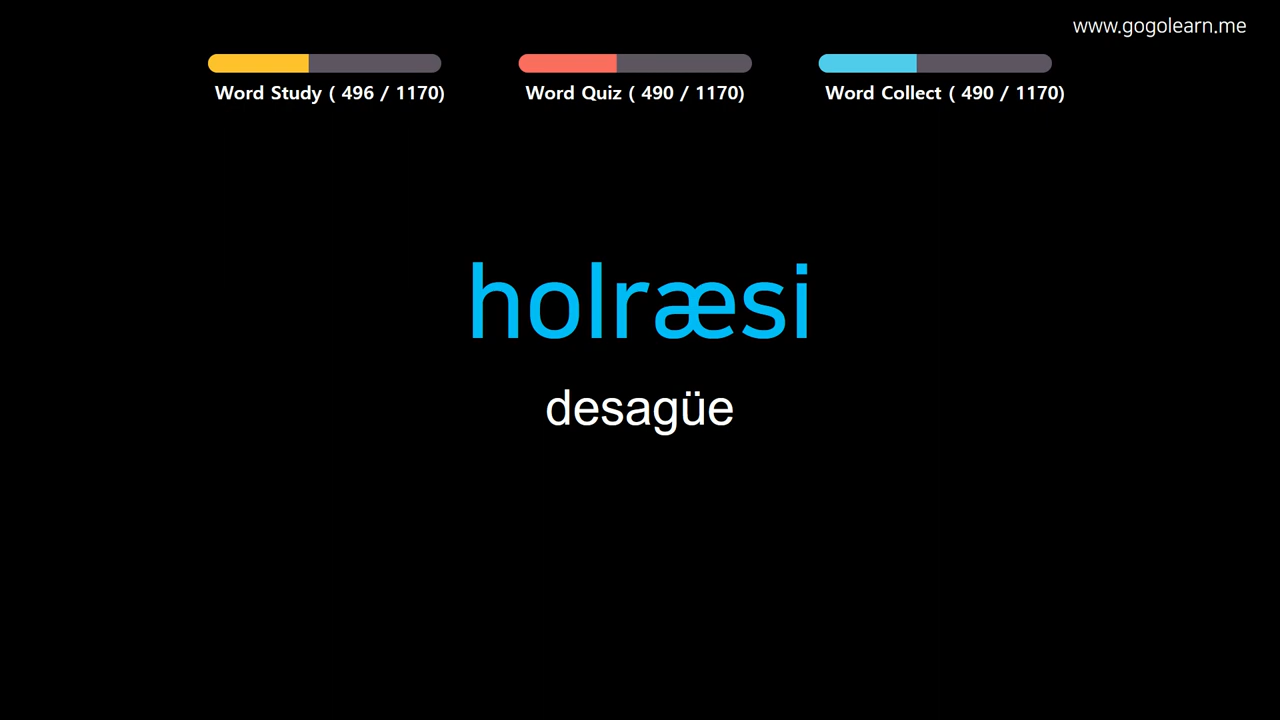 www.gogolearn.me
Word Study ( 496 / 1170)
Word Quiz ( 490 / 1170)
Word Collect ( 490 / 1170)
holræsi
desagüe